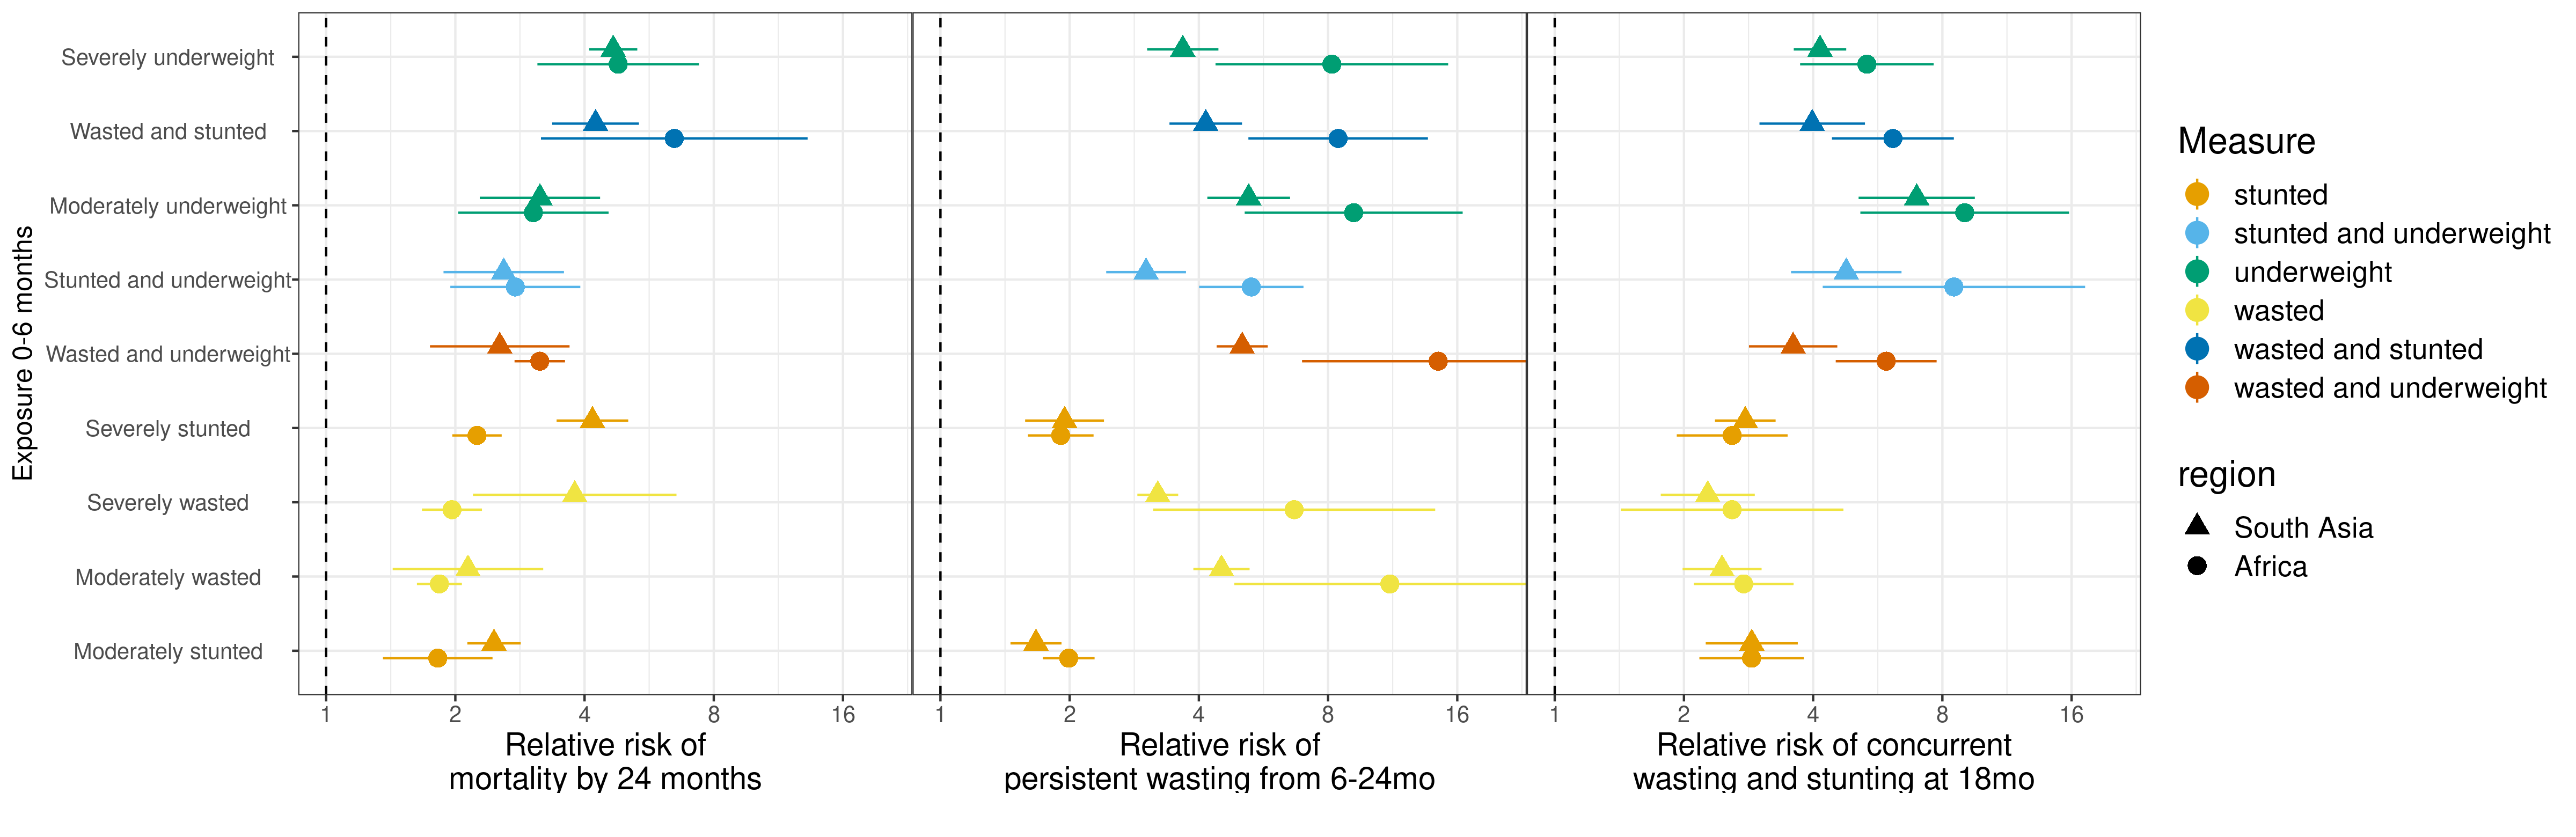 Exposure 0-6 months
Severely underweight
Wasted and stunted
Moderately underweight
Stunted and underweight
Wasted and underweight
Severely stunted
Severely wasted
Moderately wasted
Moderately stunted
1 2 4 8 16
1 2 4 8 16
1 2 4 8 16
Relative risk of
mortality by 24 months
Relative risk of
persistent wasting from 6-24mo
Relative risk of concurrent
wasting and stunting at 18mo
Measure
stunted
stunted and underweight
underweight
wasted
wasted and stunted
wasted and underweight
region
South Asia
Africa